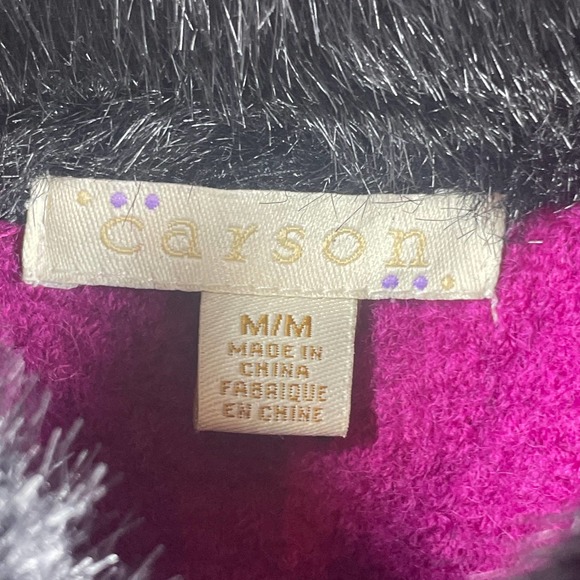 carson
M/M
MADE IN
CHINA
FABRIQUE
EN CHINE